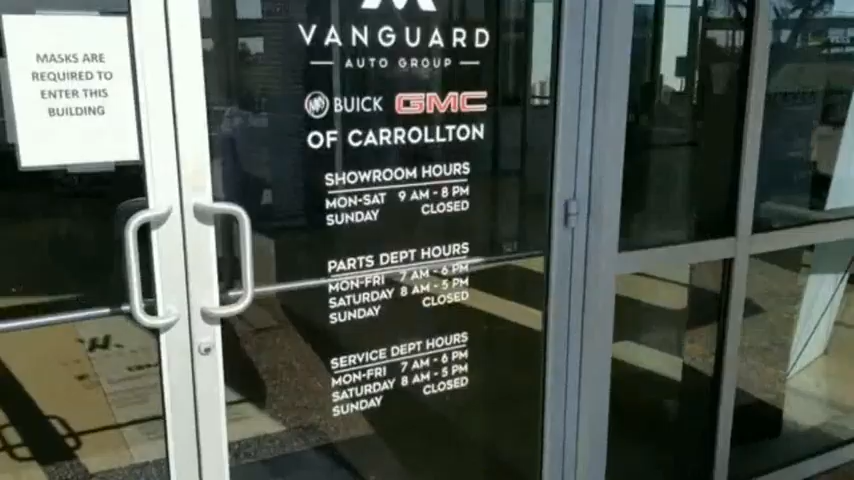 MASKS ARE
REQUIRED TO
ENTER THIS
BUILDING
VANGUARD
AUTO GROUP
BUICK GMC
OF CARROLLTON
SHOWROOM HOURS
MON-SAT 9 AM - 8 PM
SUNDAY CLOSED
PARTS DEPT HOURS
MON-FRI 7 AM - 6 PM
SATURDAY 8 AM - 5 PM
SUNDAY CLOSED
SERVICE DEPT HOURS
MON-FRI 7 AM - 6 PM
SATURDAY 8 AM - 5 PM
SUNDAY CLOSED